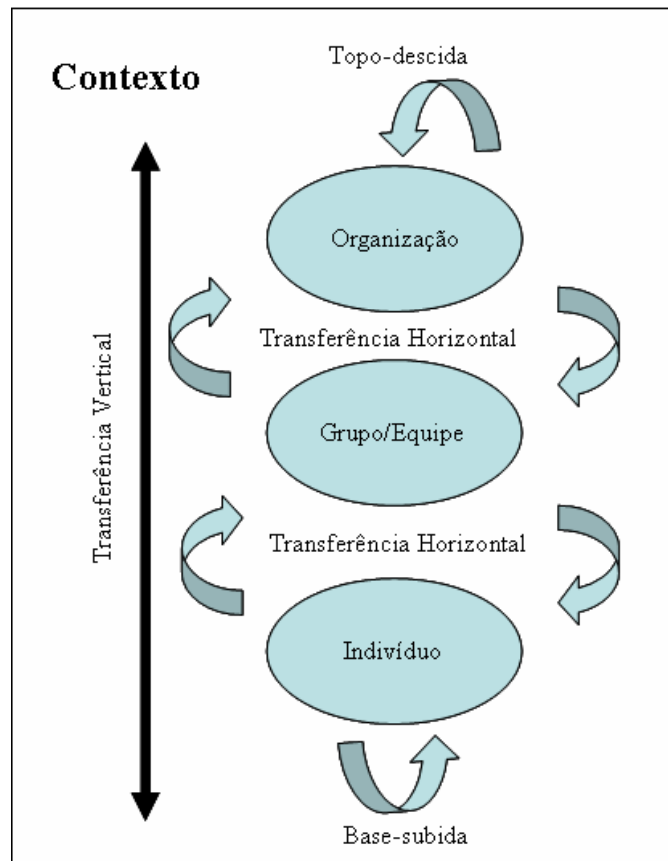 Topo-descida
Contexto
Organização
Transferência Horizontal
Transferência Vertical
Grupo/Equipe
Transferência Horizontal
Indivíduo
Base-subida